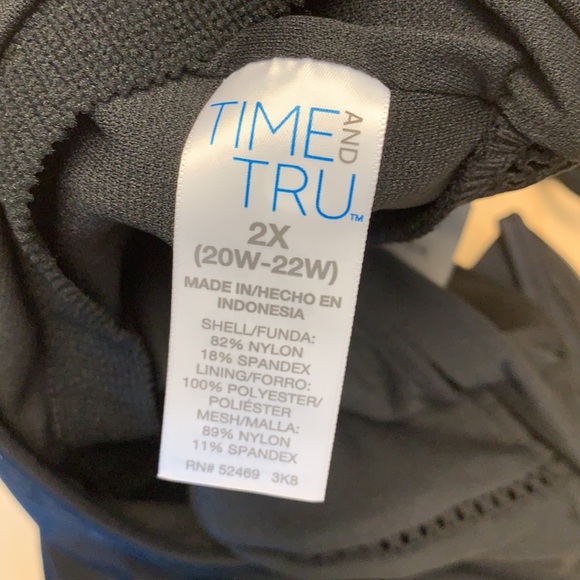 TIME AND
TRU™
2X
(20W-22W)
MADE IN/HECHO EN
INDONESIA
SHELL/FUNDA:
82% NYLON
18% SPANDEX
LINING/FORRO:
100% POLYESTER/
POLIÉSTER
MESH/MALLA:
89% NYLON
11% SPANDEX
RN# 52469 3K8